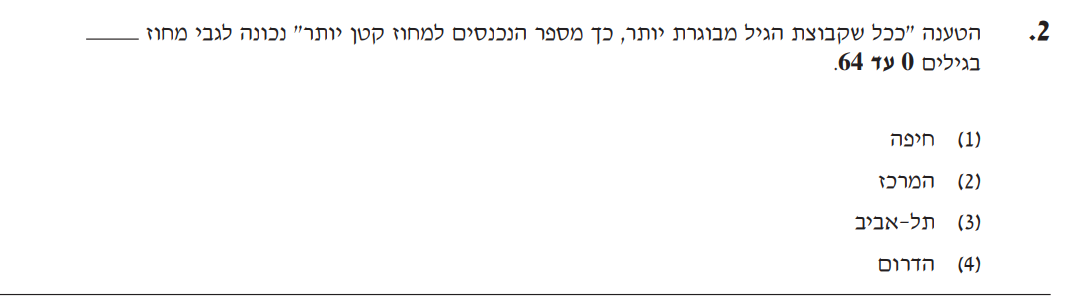 2. הטענה "ככל שקבוצת הגיל מבוגרת יותר, כך מספר הנכנסים למחוז קטן יותר" נכונה לגבי מחוז _____
בגילים 0 עד 64.
(1) חיפה
(2) המרכז
(3) תל-אביב
(4) הדרום